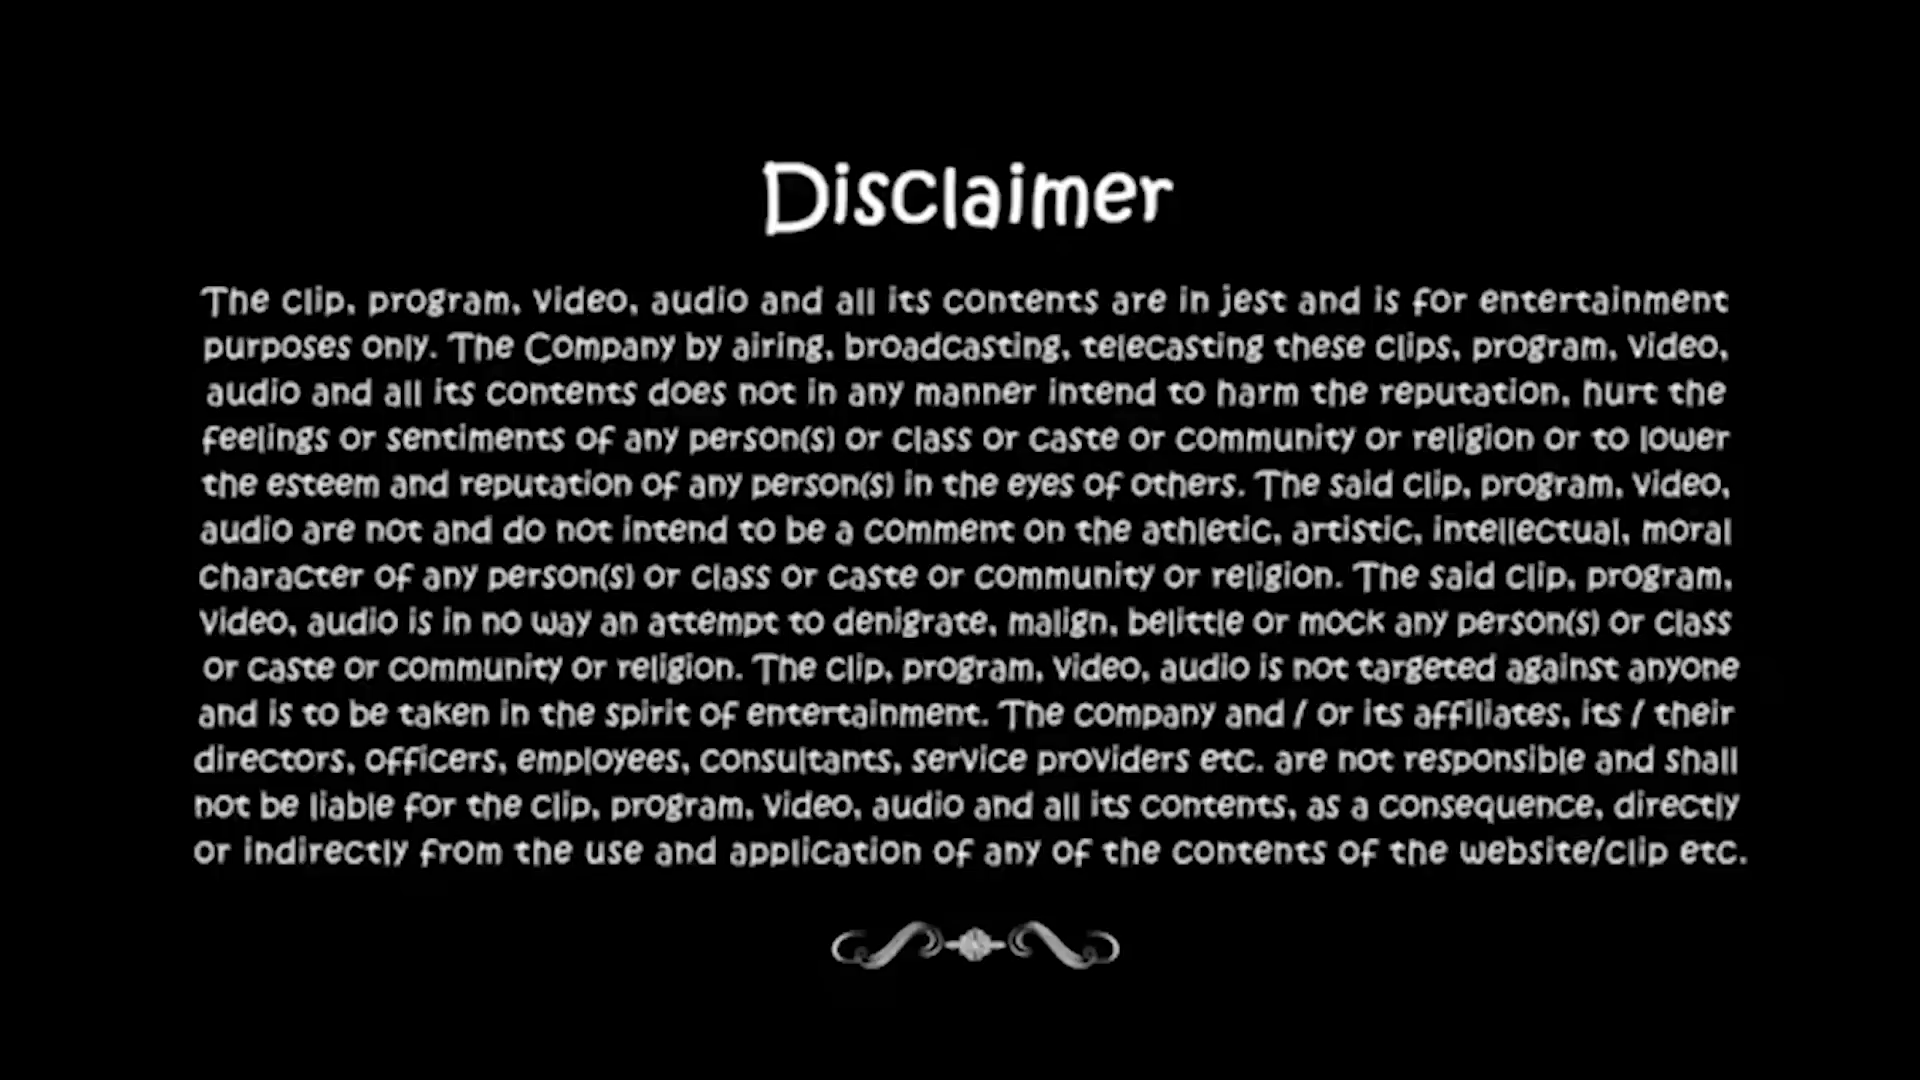 Disclaimer
The clip, program, video, audio and all its contents are in jest and is for entertainment
purposes only. The Company by airing, broadcasting, telecasting these clips, program, video,
audio and all its contents does not in any manner intend to harm the reputation, hurt the
feelings or sentiments of any person(s) or class or caste or community or religion or to lower
the esteem and reputation of any person(s) in the eyes of others. The said clip, program, video,
audio are not and do not intend to be a comment on the athletic, artistic, intellectual, moral
character of any person(s) or class or caste or community or religion. The said clip, program,
video, audio is in no way an attempt to denigrate, malign, belittle or mock any person(s) or class
or caste or community or religion. The clip, program, video, audio is not targeted against anyone
and is to be taken in the spirit of entertainment. The company and / or its affiliates, its / their
directors, officers, employees, consultants, service providers etc. are not responsible and shall
not be liable for the clip, program, video, audio and all its contents, as a consequence, directly
or indirectly from the use and application of any of the contents of the website/clip etc.